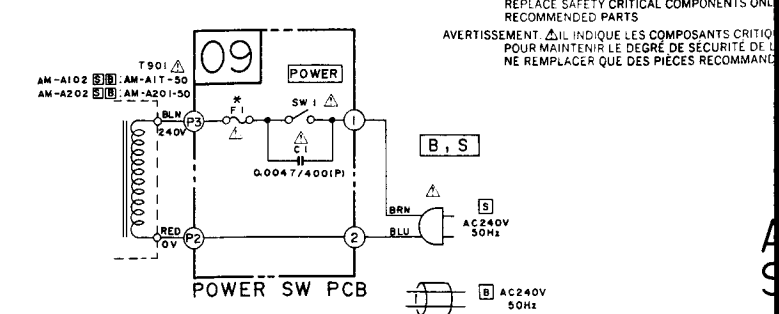 REPLACE SAFETY CRITICAL COMPONENTS ONL
RECOMMENDED PARTS
AVERTISSEMENT. ⚠IL INDIQUE LES COMPOSANTS CRITIQ
POUR MAINTENIR LE DEGRÉ DE SÉCURITÉ DE L
NE REMPLACER QUE DES PIÈCES RECOMMAND
09
T901 ⚠
AM-A102 S B : AM-A1T-50
AM-A202 S B : AM-A201-50
POWER
* F1 ⚠
SW1 ⚠
BLN
240V
P3
1
⚠ C1
0.0047/400(P)
B, S
⚠
S
AC240V
50Hz
BRN
BLU
RED
0V
P2
2
POWER SW PCB
B AC240V
50Hz
A
S